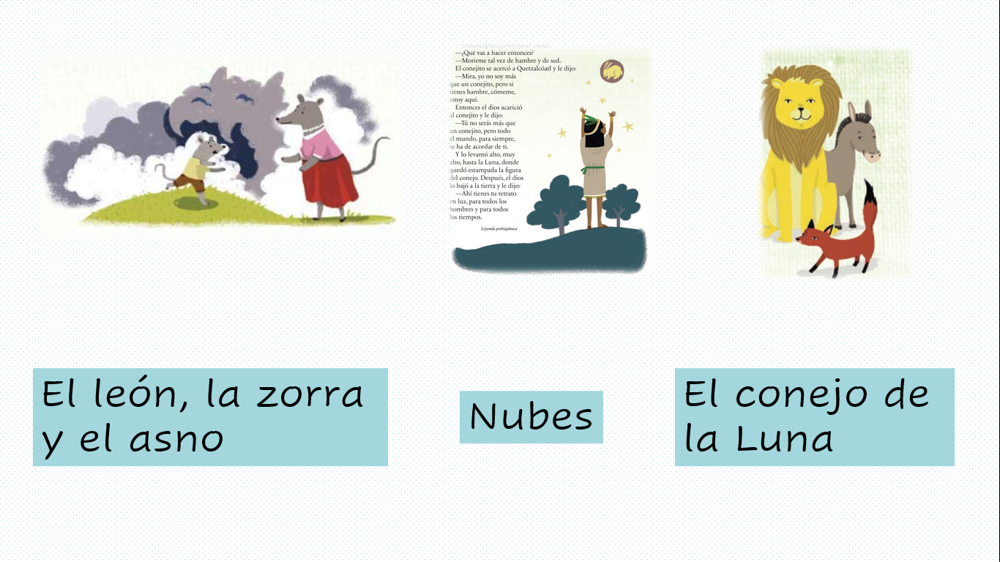 —¿Qué vas a hacer entonces?
—Morirme tal vez de hambre y de sed.
El conejito se acercó a Quetzalcóatl y le dijo:
—Mira, yo no soy más
que un conejito, pero si
tienes hambre, cómeme,
estoy aquí.
Entonces el dios acarició
al conejito y le dijo:
—Tú no serás más que
un conejito, pero todo
el mundo, para siempre,
se ha de acordar de ti.
Y lo levantó alto, muy
alto, hasta la Luna, donde
quedó estampada la figura
del conejo. Después, el dios
lo bajó a la tierra y le dijo:
—Ahí tienes tu retrato
en luz, para todos los
hombres y para todos
los tiempos.
Leyenda prehispánica
El león, la zorra
y el asno
Nubes
El conejo de
la Luna